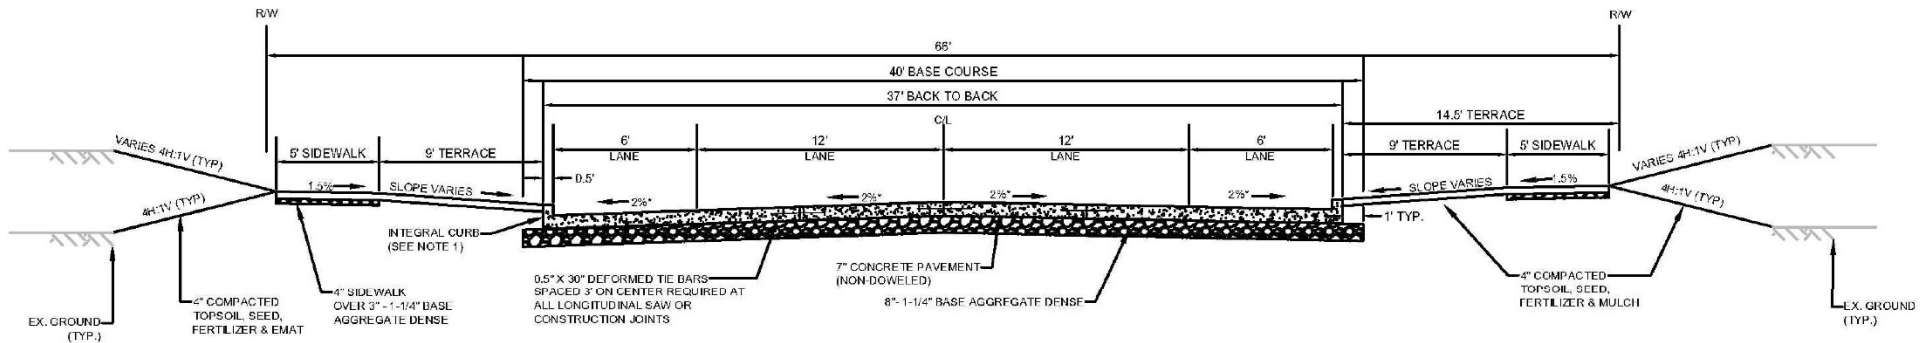 R/W
R/W
66'
40' BASE COURSE
37' BACK TO BACK
C/L
14.5' TERRACE
VARIES 4H:1V (TYP)
5' SIDEWALK
9' TERRACE
6'
LANE
12'
LANE
12'
LANE
6'
LANE
9' TERRACE
5' SIDEWALK
VARIES 4H:1V (TYP)
0.5'
1.5%
SLOPE VARIES
2%*
2%*
2%*
2%*
SLOPE VARIES
1.5%
4H:1V (TYP)
4H:1V (TYP)
1' TYP.
INTEGRAL CURB
(SEE NOTE 1)
0.5" X 30" DEFORMED TIE BARS
SPACED 3' ON CENTER REQUIRED AT
ALL LONGITUDINAL SAW OR
CONSTRUCTION JOINTS
7" CONCRETE PAVEMENT
(NON-DOWELED)
8"- 1-1/4" BASE AGGREGATE DENSE
4" SIDEWALK
OVER 3" - 1-1/4" BASE
AGGREGATE DENSE
4" COMPACTED
TOPSOIL, SEED,
FERTILIZER & EMAT
4" COMPACTED
TOPSOIL, SEED,
FERTILIZER & MULCH
EX. GROUND
(TYP.)
EX. GROUND
(TYP.)